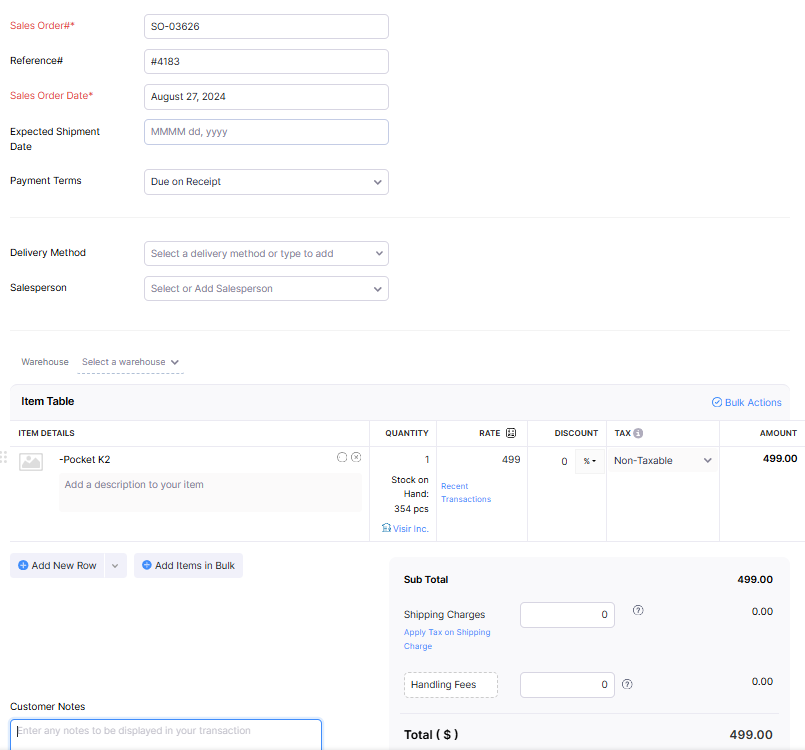 Sales Order#*
SO-03626
Reference#
#4183
Sales Order Date*
August 27, 2024
Expected Shipment
Date
MMMM dd, yyyy
Payment Terms
Due on Receipt
Delivery Method
Select a delivery method or type to add
Salesperson
Select or Add Salesperson
Warehouse Select a warehouse
Item Table
Bulk Actions
ITEM DETAILS QUANTITY RATE DISCOUNT TAX AMOUNT
-Pocket K2 1 499 0 % Non-Taxable 499.00
Add a description to your item
Stock on
Hand:
354 pcs
Visir Inc.
Recent
Transactions
Add New Row Add Items in Bulk
Sub Total 499.00
Shipping Charges 0 0.00
Apply Tax on Shipping
Charge
Handling Fees 0 0.00
Customer Notes
Enter any notes to be displayed in your transaction
Total ( $ ) 499.00